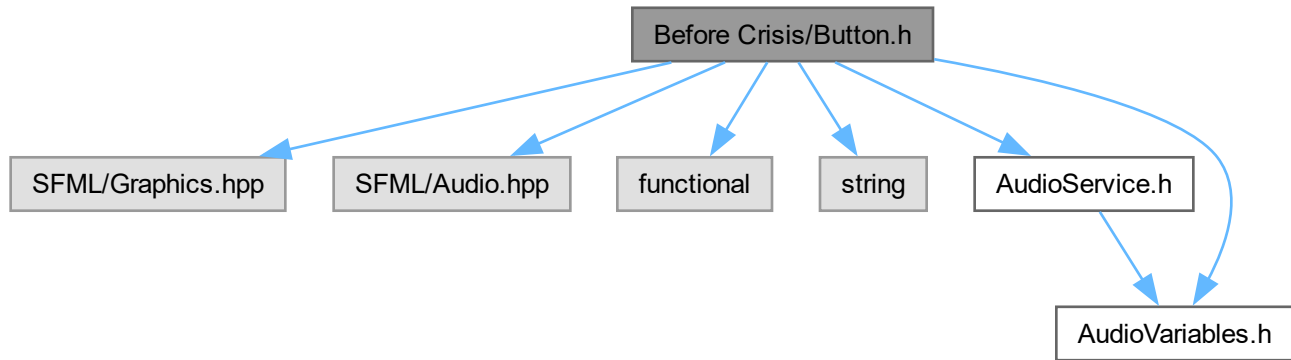 Before Crisis/Button.h
SFML/Graphics.hpp
SFML/Audio.hpp
functional
string
AudioService.h
AudioVariables.h